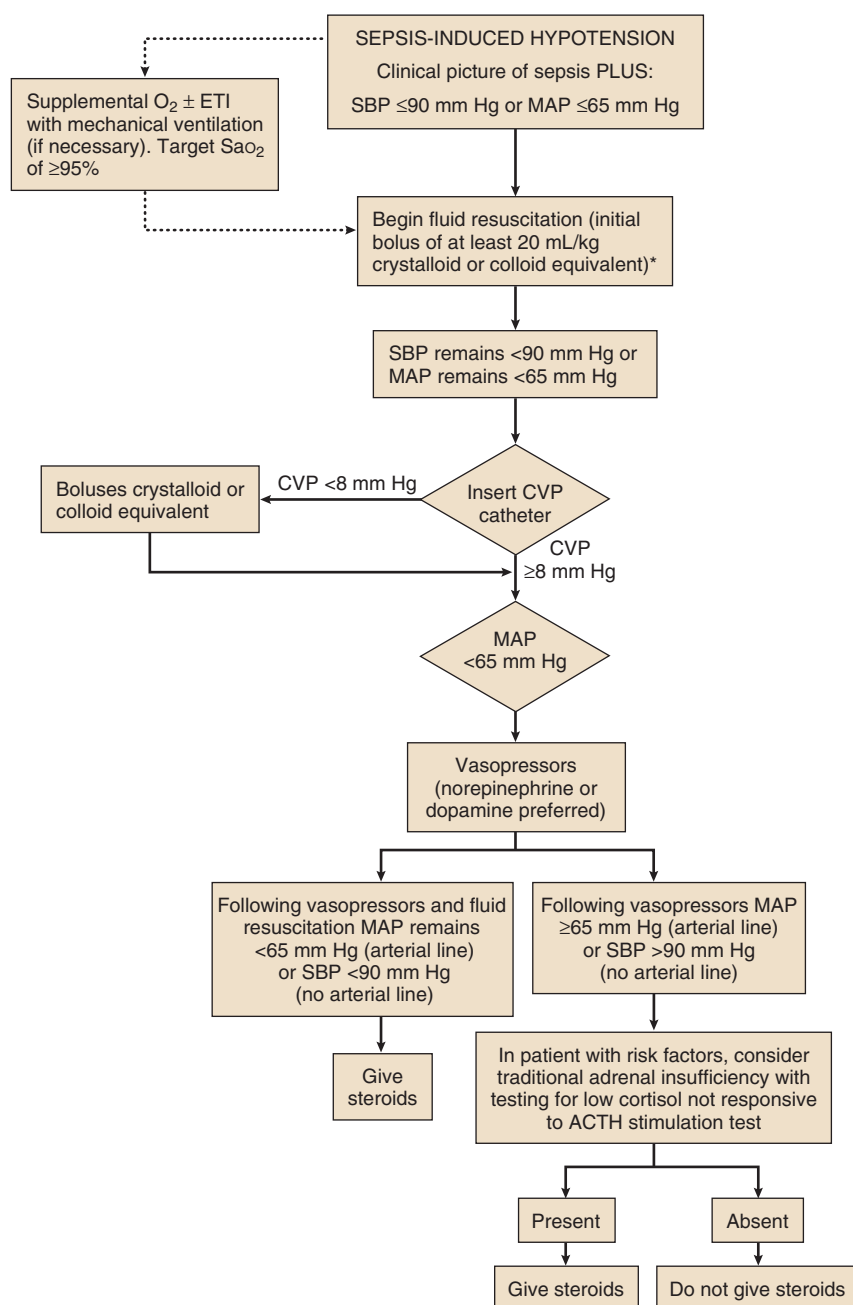 SEPSIS-INDUCED HYPOTENSION
Clinical picture of sepsis PLUS:
SBP ≤90 mm Hg or MAP ≤65 mm Hg
Supplemental O₂ ± ETI
with mechanical ventilation
(if necessary). Target SaO₂
of ≥95%
Begin fluid resuscitation (initial
bolus of at least 20 mL/kg
crystalloid or colloid equivalent)*
SBP remains <90 mm Hg or
MAP remains <65 mm Hg
Insert CVP
catheter
CVP <8 mm Hg
Boluses crystalloid or
colloid equivalent
CVP
≥8 mm Hg
MAP
<65 mm Hg
Vasopressors
(norepinephrine or
dopamine preferred)
Following vasopressors and fluid
resuscitation MAP remains
<65 mm Hg (arterial line)
or SBP <90 mm Hg
(no arterial line)
Give
steroids
Following vasopressors MAP
≥65 mm Hg (arterial line)
or SBP >90 mm Hg
(no arterial line)
In patient with risk factors, consider
traditional adrenal insufficiency with
testing for low cortisol not responsive
to ACTH stimulation test
Present
Absent
Give steroids
Do not give steroids